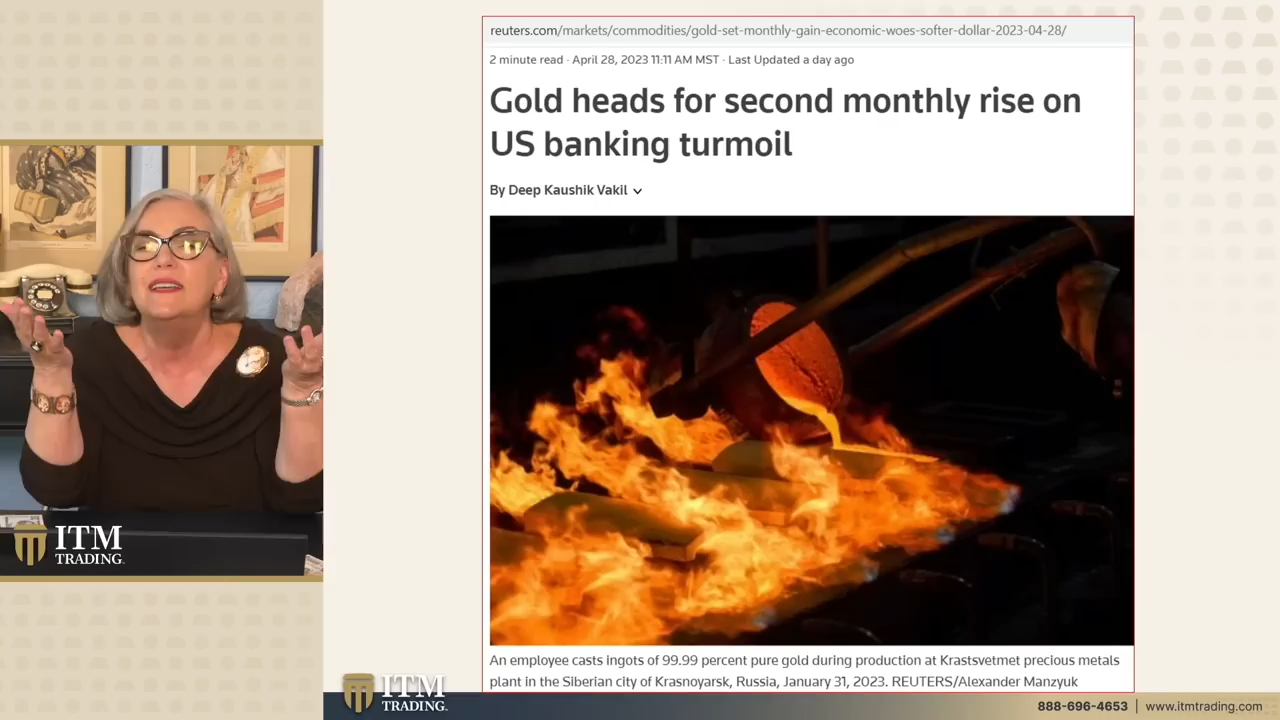 reuters.com/markets/commodities/gold-set-monthly-gain-economic-woes-softer-dollar-2023-04-28/
2 minute read · April 28, 2023 11:11 AM MST · Last Updated a day ago
Gold heads for second monthly rise on
US banking turmoil
By Deep Kaushik Vakil
An employee casts ingots of 99.99 percent pure gold during production at Krastsvetmet precious metals
plant in the Siberian city of Krasnoyarsk, Russia, January 31, 2023. REUTERS/Alexander Manzyuk
ITM
TRADING.
ITM
TRADING.
888-696-4653 | www.itmtrading.com